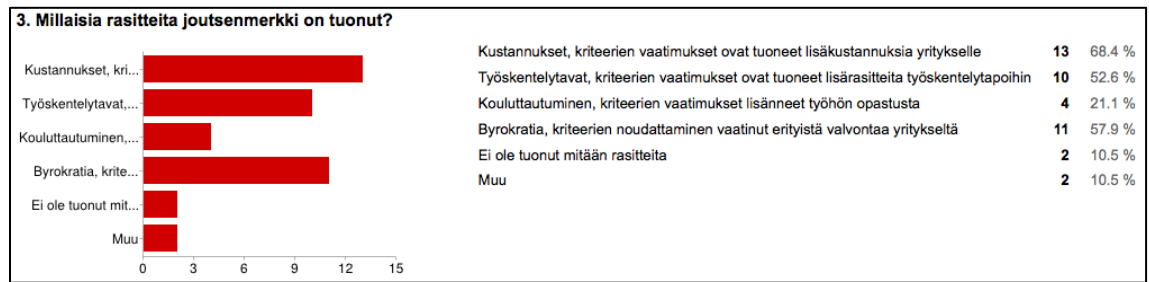 3. Millaisia rasitteita joutsenmerkki on tuonut?
Kustannukset, kri...
Työskentelytavat,...
Kouluttautuminen,...
Byrokratia, krite...
Ei ole tuonut mit...
Muu
0 3 6 9 12 15
Kustannukset, kriteerien vaatimukset ovat tuoneet lisäkustannuksia yritykselle 13 68.4 %
Työskentelytavat, kriteerien vaatimukset ovat tuoneet lisärasitteita työskentelytapoihin 10 52.6 %
Kouluttautuminen, kriteerien vaatimukset lisänneet työhön opastusta 4 21.1 %
Byrokratia, kriteerien noudattaminen vaatinut erityistä valvontaa yritykseltä 11 57.9 %
Ei ole tuonut mitään rasitteita 2 10.5 %
Muu 2 10.5 %